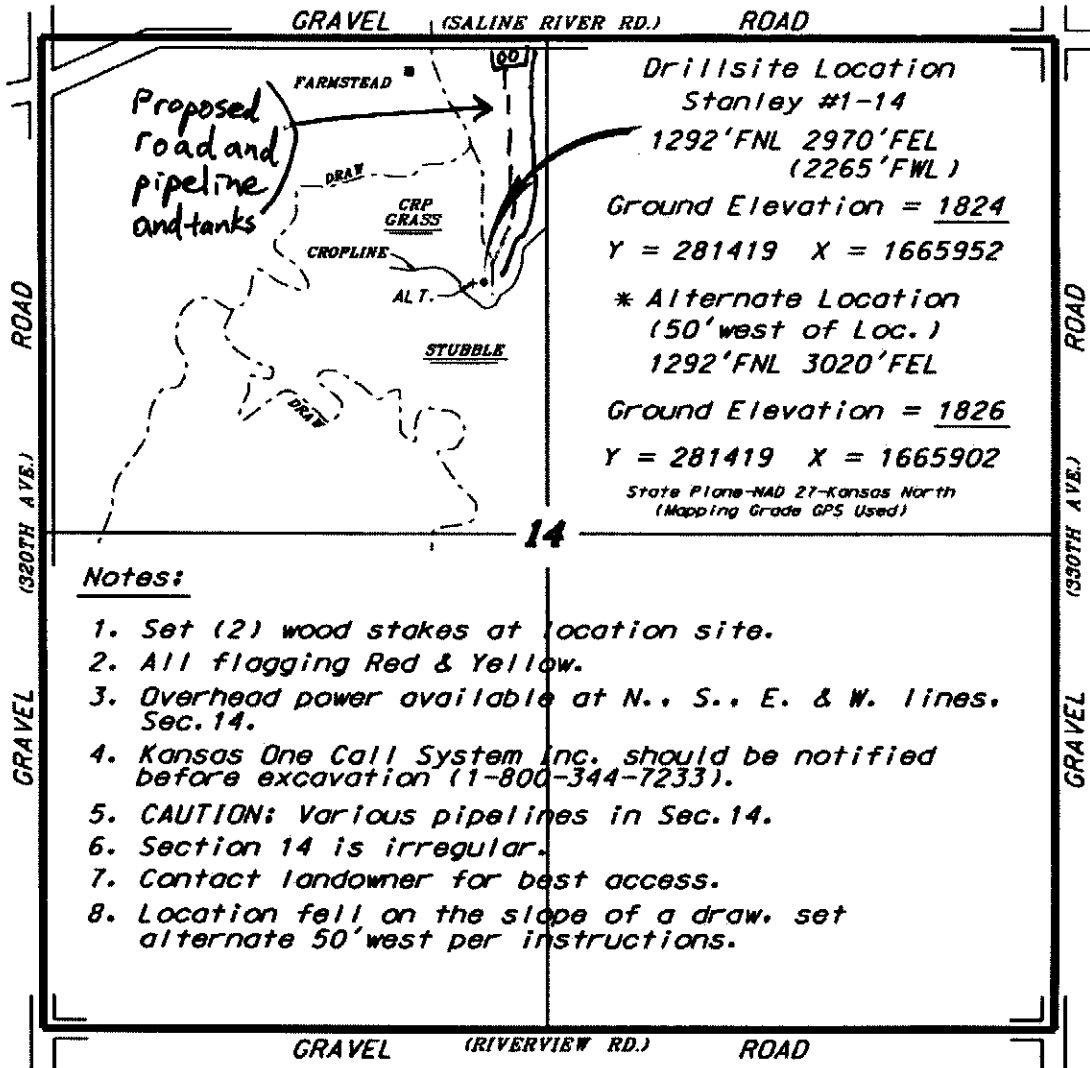 GRAVEL (SALINE RIVER RD.) ROAD
Proposed
road and
pipeline
and tanks
FARMSTEAD
DRAW
CRP
GRASS
CROPLINE
ALT.
STUBBLE
DRAW
Drillsite Location
Stanley #1-14
1292'FNL 2970'FEL
(2265'FWL)
Ground Elevation = 1824
Y = 281419 X = 1665952
* Alternate Location
(50'west of Loc.)
1292'FNL 3020'FEL
Ground Elevation = 1826
Y = 281419 X = 1665902
State Plane-NAD 27-Kansas North
(Mapping Grade GPS Used)
14
GRAVEL (320TH AVE.) ROAD
GRAVEL (330TH AVE.) ROAD
Notes:
1. Set (2) wood stakes at location site.
2. All flagging Red & Yellow.
3. Overhead power available at N., S., E. & W. lines,
Sec.14.
4. Kansas One Call System Inc. should be notified
before excavation (1-800-344-7233).
5. CAUTION: Various pipelines in Sec.14.
6. Section 14 is irregular.
7. Contact landowner for best access.
8. Location fell on the slope of a draw, set
alternate 50'west per instructions.
GRAVEL (RIVERVIEW RD.) ROAD